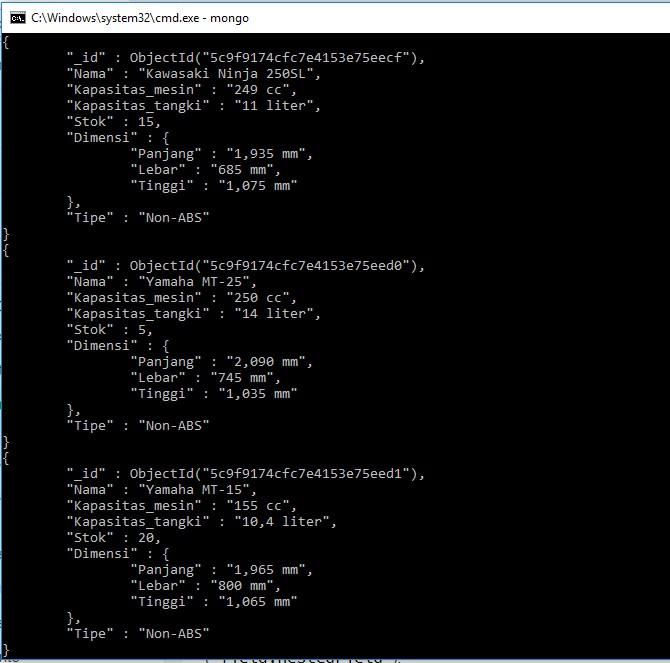 C:\Windows\system32\cmd.exe - mongo
{
        "_id" : ObjectId("5c9f9174cfc7e4153e75eecf"),
        "Nama" : "Kawasaki Ninja 250SL",
        "Kapasitas_mesin" : "249 cc",
        "Kapasitas_tangki" : "11 liter",
        "Stok" : 15,
        "Dimensi" : {
                "Panjang" : "1,935 mm",
                "Lebar" : "685 mm",
                "Tinggi" : "1,075 mm"
        },
        "Tipe" : "Non-ABS"
}
{
        "_id" : ObjectId("5c9f9174cfc7e4153e75eed0"),
        "Nama" : "Yamaha MT-25",
        "Kapasitas_mesin" : "250 cc",
        "Kapasitas_tangki" : "14 liter",
        "Stok" : 5,
        "Dimensi" : {
                "Panjang" : "2,090 mm",
                "Lebar" : "745 mm",
                "Tinggi" : "1,035 mm"
        },
        "Tipe" : "Non-ABS"
}
{
        "_id" : ObjectId("5c9f9174cfc7e4153e75eed1"),
        "Nama" : "Yamaha MT-15",
        "Kapasitas_mesin" : "155 cc",
        "Kapasitas_tangki" : "10,4 liter",
        "Stok" : 20,
        "Dimensi" : {
                "Panjang" : "1,965 mm",
                "Lebar" : "800 mm",
                "Tinggi" : "1,065 mm"
        },
        "Tipe" : "Non-ABS"
}